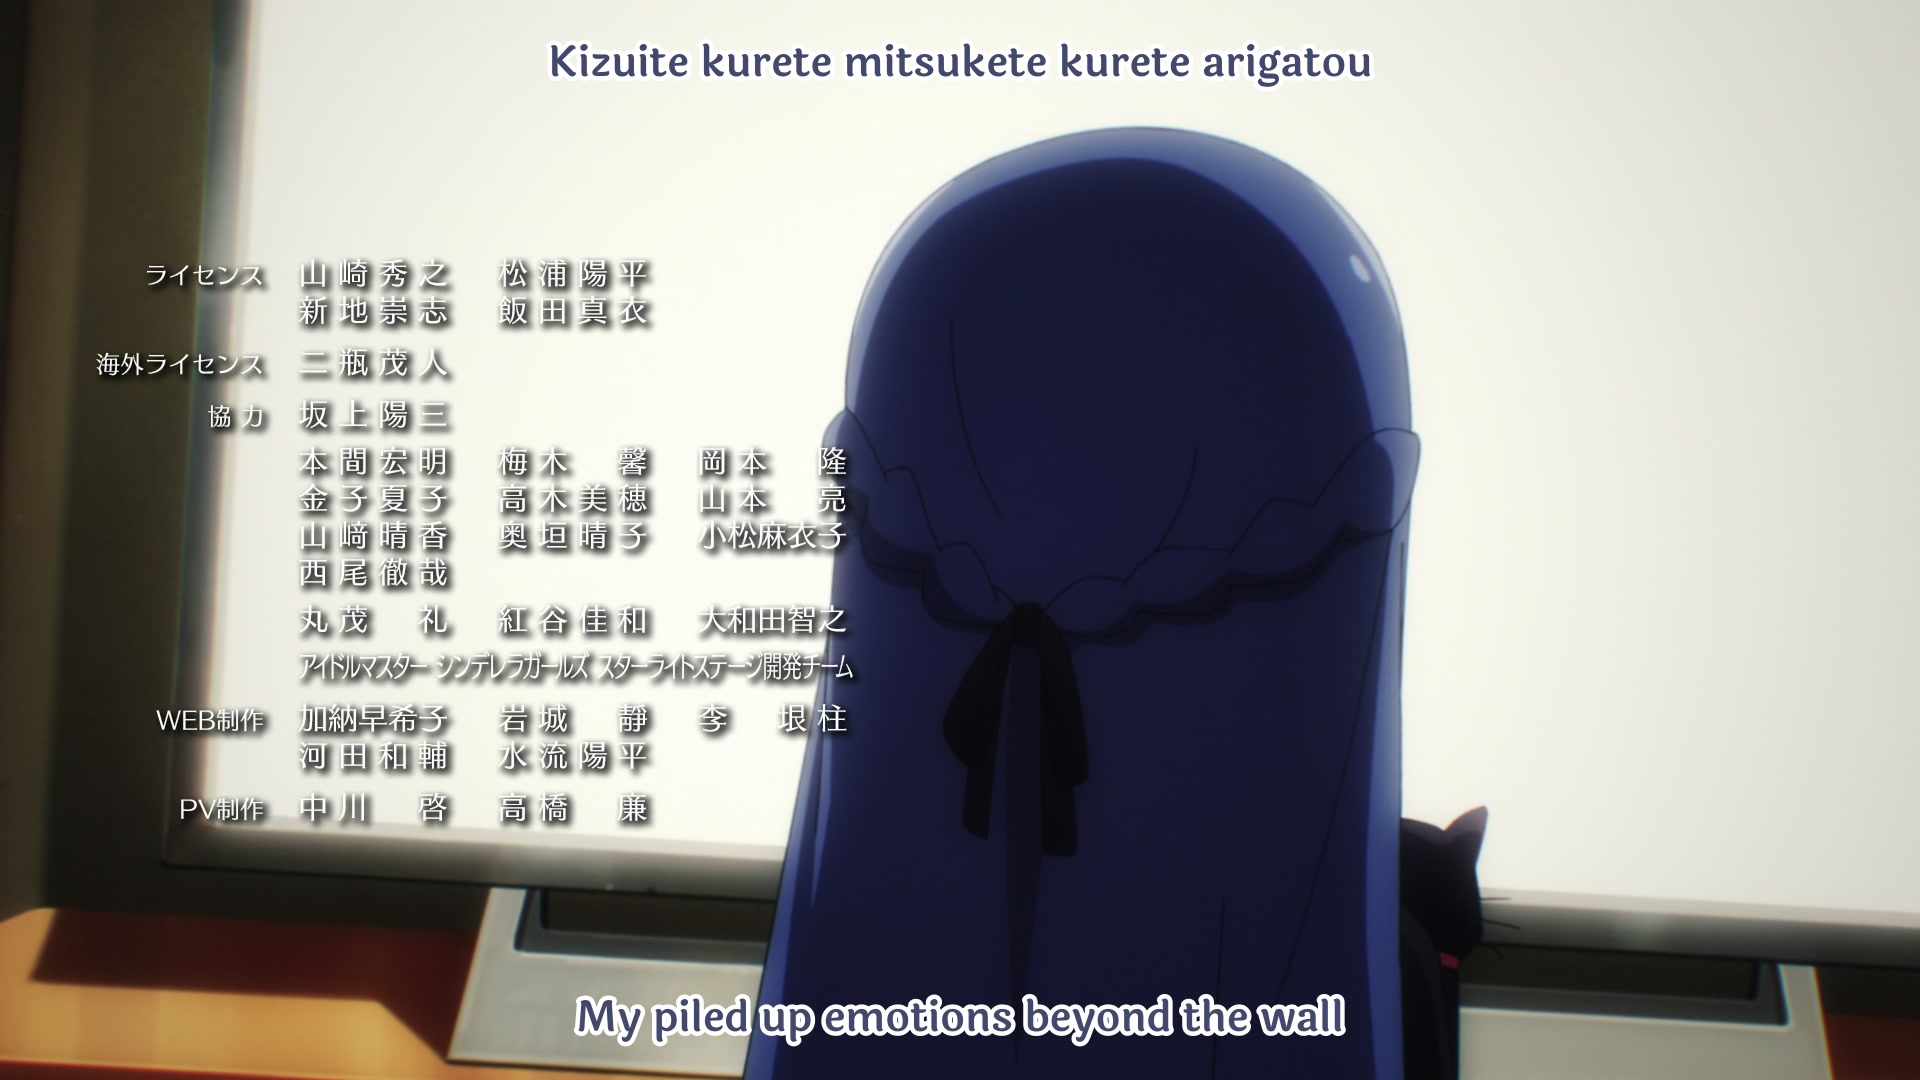 Kizuite kurete mitsukete kurete arigatou
ライセンス 山崎秀之 松浦陽平
新地崇志 飯田真衣
海外ライセンス 二瓶茂人
協力 坂上陽三
本間宏明 梅木馨 岡本隆
金子夏子 高木美穂 山本亮
山﨑晴香 奥垣晴子 小松麻衣子
西尾徹哉
丸茂礼 紅谷佳和 大和田智之
アイドルマスター シンデレラガールズ スターライトステージ開発チーム
WEB制作 加納早希子 岩城靜 李垠柱
河田和輔 水流陽平
PV制作 中川啓 高橋廉
My piled up emotions beyond the wall